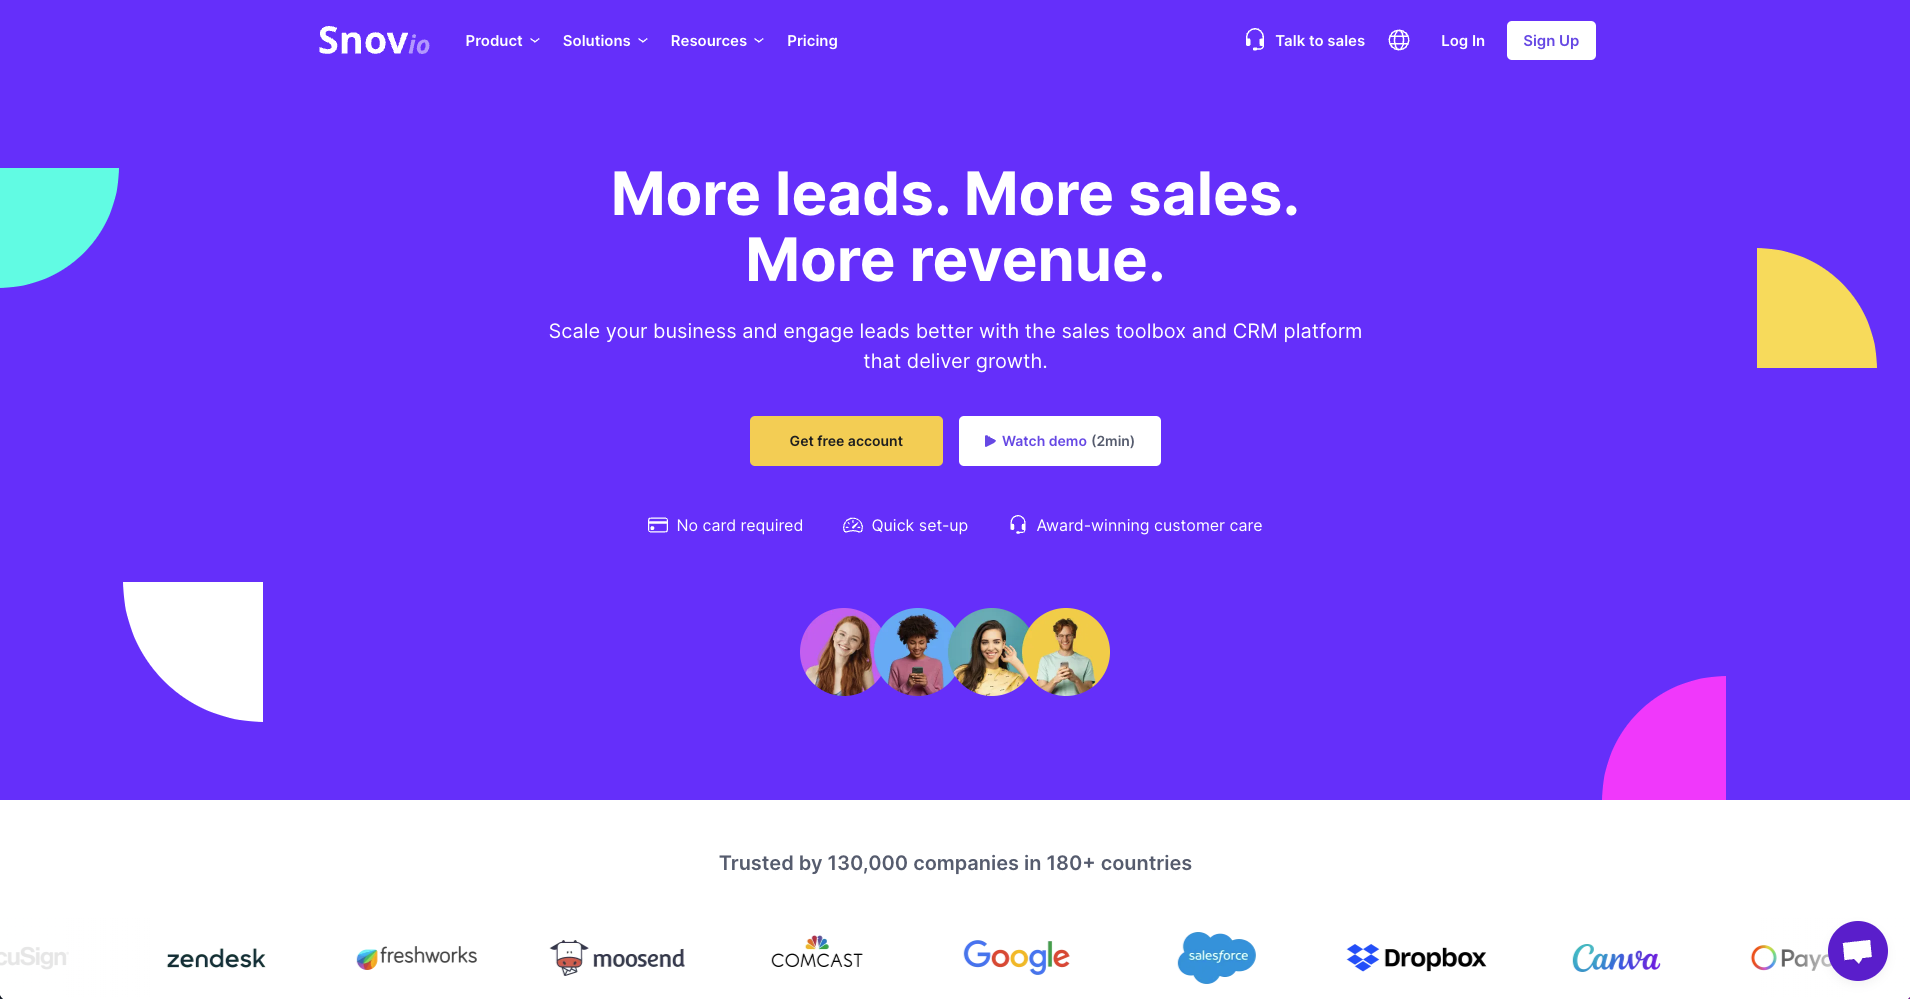 Snovio
Product
Solutions
Resources
Pricing
Talk to sales
Log In
Sign Up
More leads. More sales.
More revenue.
Scale your business and engage leads better with the sales toolbox and CRM platform
that deliver growth.
Get free account
Watch demo (2min)
No card required
Quick set-up
Award-winning customer care
Trusted by 130,000 companies in 180+ countries
cuSign
zendesk
freshworks
moosend
COMCAST
Google
salesforce
Dropbox
Canva
Payo